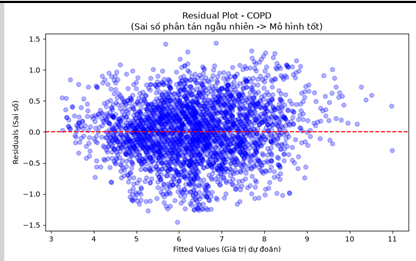 Residual Plot - COPD
(Sai số phân tán ngẫu nhiên -> Mô hình tốt)
Residuals (Sai số)
1.5
1.0
0.5
0.0
−0.5
−1.0
−1.5
3 4 5 6 7 8 9 10 11
Fitted Values (Giá trị dự đoán)